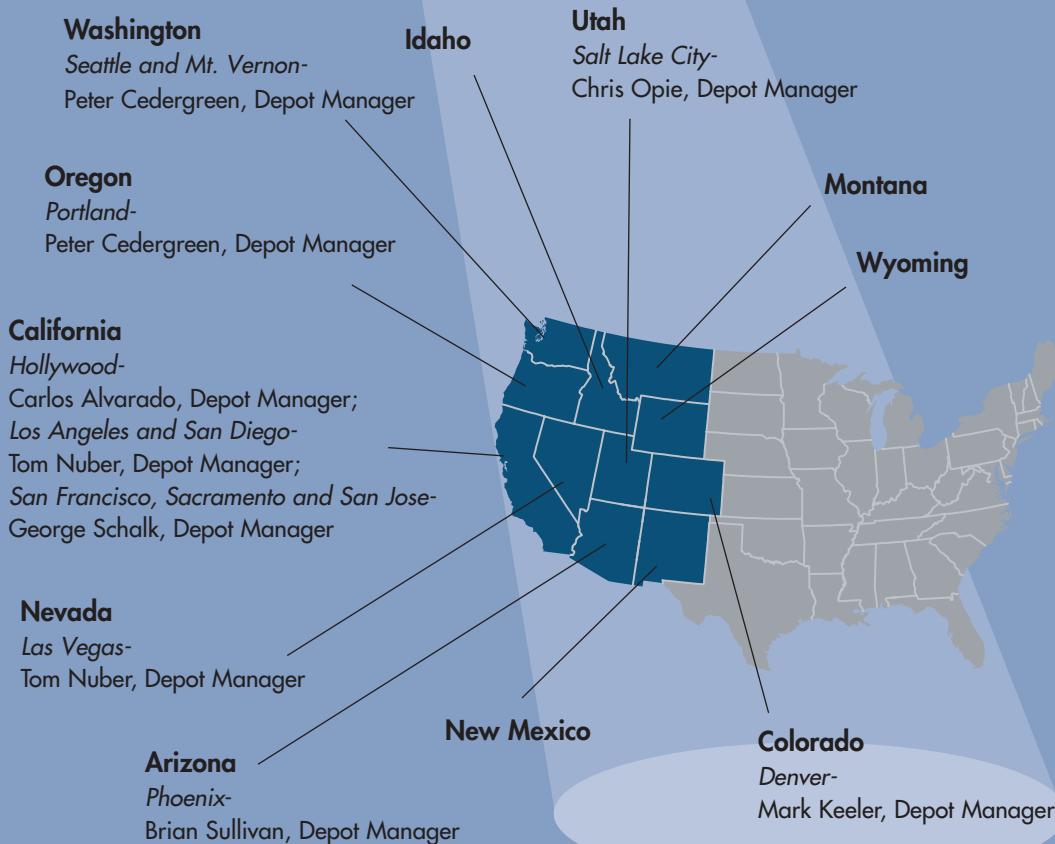 Washington
Seattle and Mt. Vernon-
Peter Cedergreen, Depot Manager
Idaho
Utah
Salt Lake City-
Chris Opie, Depot Manager
Oregon
Portland-
Peter Cedergreen, Depot Manager
Montana
Wyoming
California
Hollywood-
Carlos Alvarado, Depot Manager;
Los Angeles and San Diego-
Tom Nuber, Depot Manager;
San Francisco, Sacramento and San Jose-
George Schalk, Depot Manager
Nevada
Las Vegas-
Tom Nuber, Depot Manager
New Mexico
Arizona
Phoenix-
Brian Sullivan, Depot Manager
Colorado
Denver-
Mark Keeler, Depot Manager